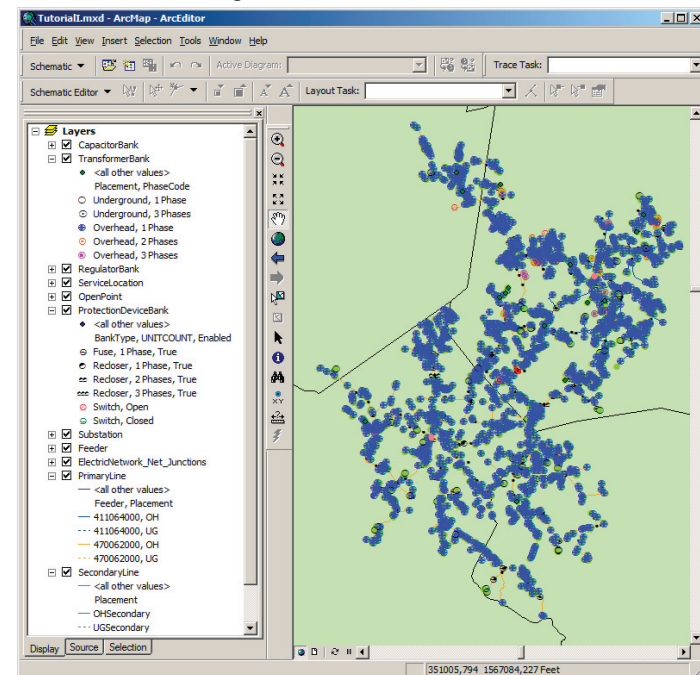 TutorialI.mxd - ArcMap - ArcEditor
File Edit View Insert Selection Tools Window Help
Schematic Active Diagram: Trace Task:
Schematic Editor Layout Task:
Layers
CapacitorBank
TransformerBank
<all other values>
Placement, PhaseCode
Underground, 1 Phase
Underground, 3 Phases
Overhead, 1 Phase
Overhead, 2 Phases
Overhead, 3 Phases
RegulatorBank
ServiceLocation
OpenPoint
ProtectionDeviceBank
<all other values>
BankType, UNITCOUNT, Enabled
Fuse, 1 Phase, True
Recloser, 1 Phase, True
Recloser, 2 Phases, True
Recloser, 3 Phases, True
Switch, Open
Switch, Closed
Substation
Feeder
ElectricNetwork_Net_Junctions
PrimaryLine
<all other values>
Feeder, Placement
411064000, OH
411064000, UG
470062000, OH
470062000, UG
SecondaryLine
<all other values>
Placement
OHSecondary
UGSecondary
Display Source Selection
XY
351005,794 1567084,227 Feet